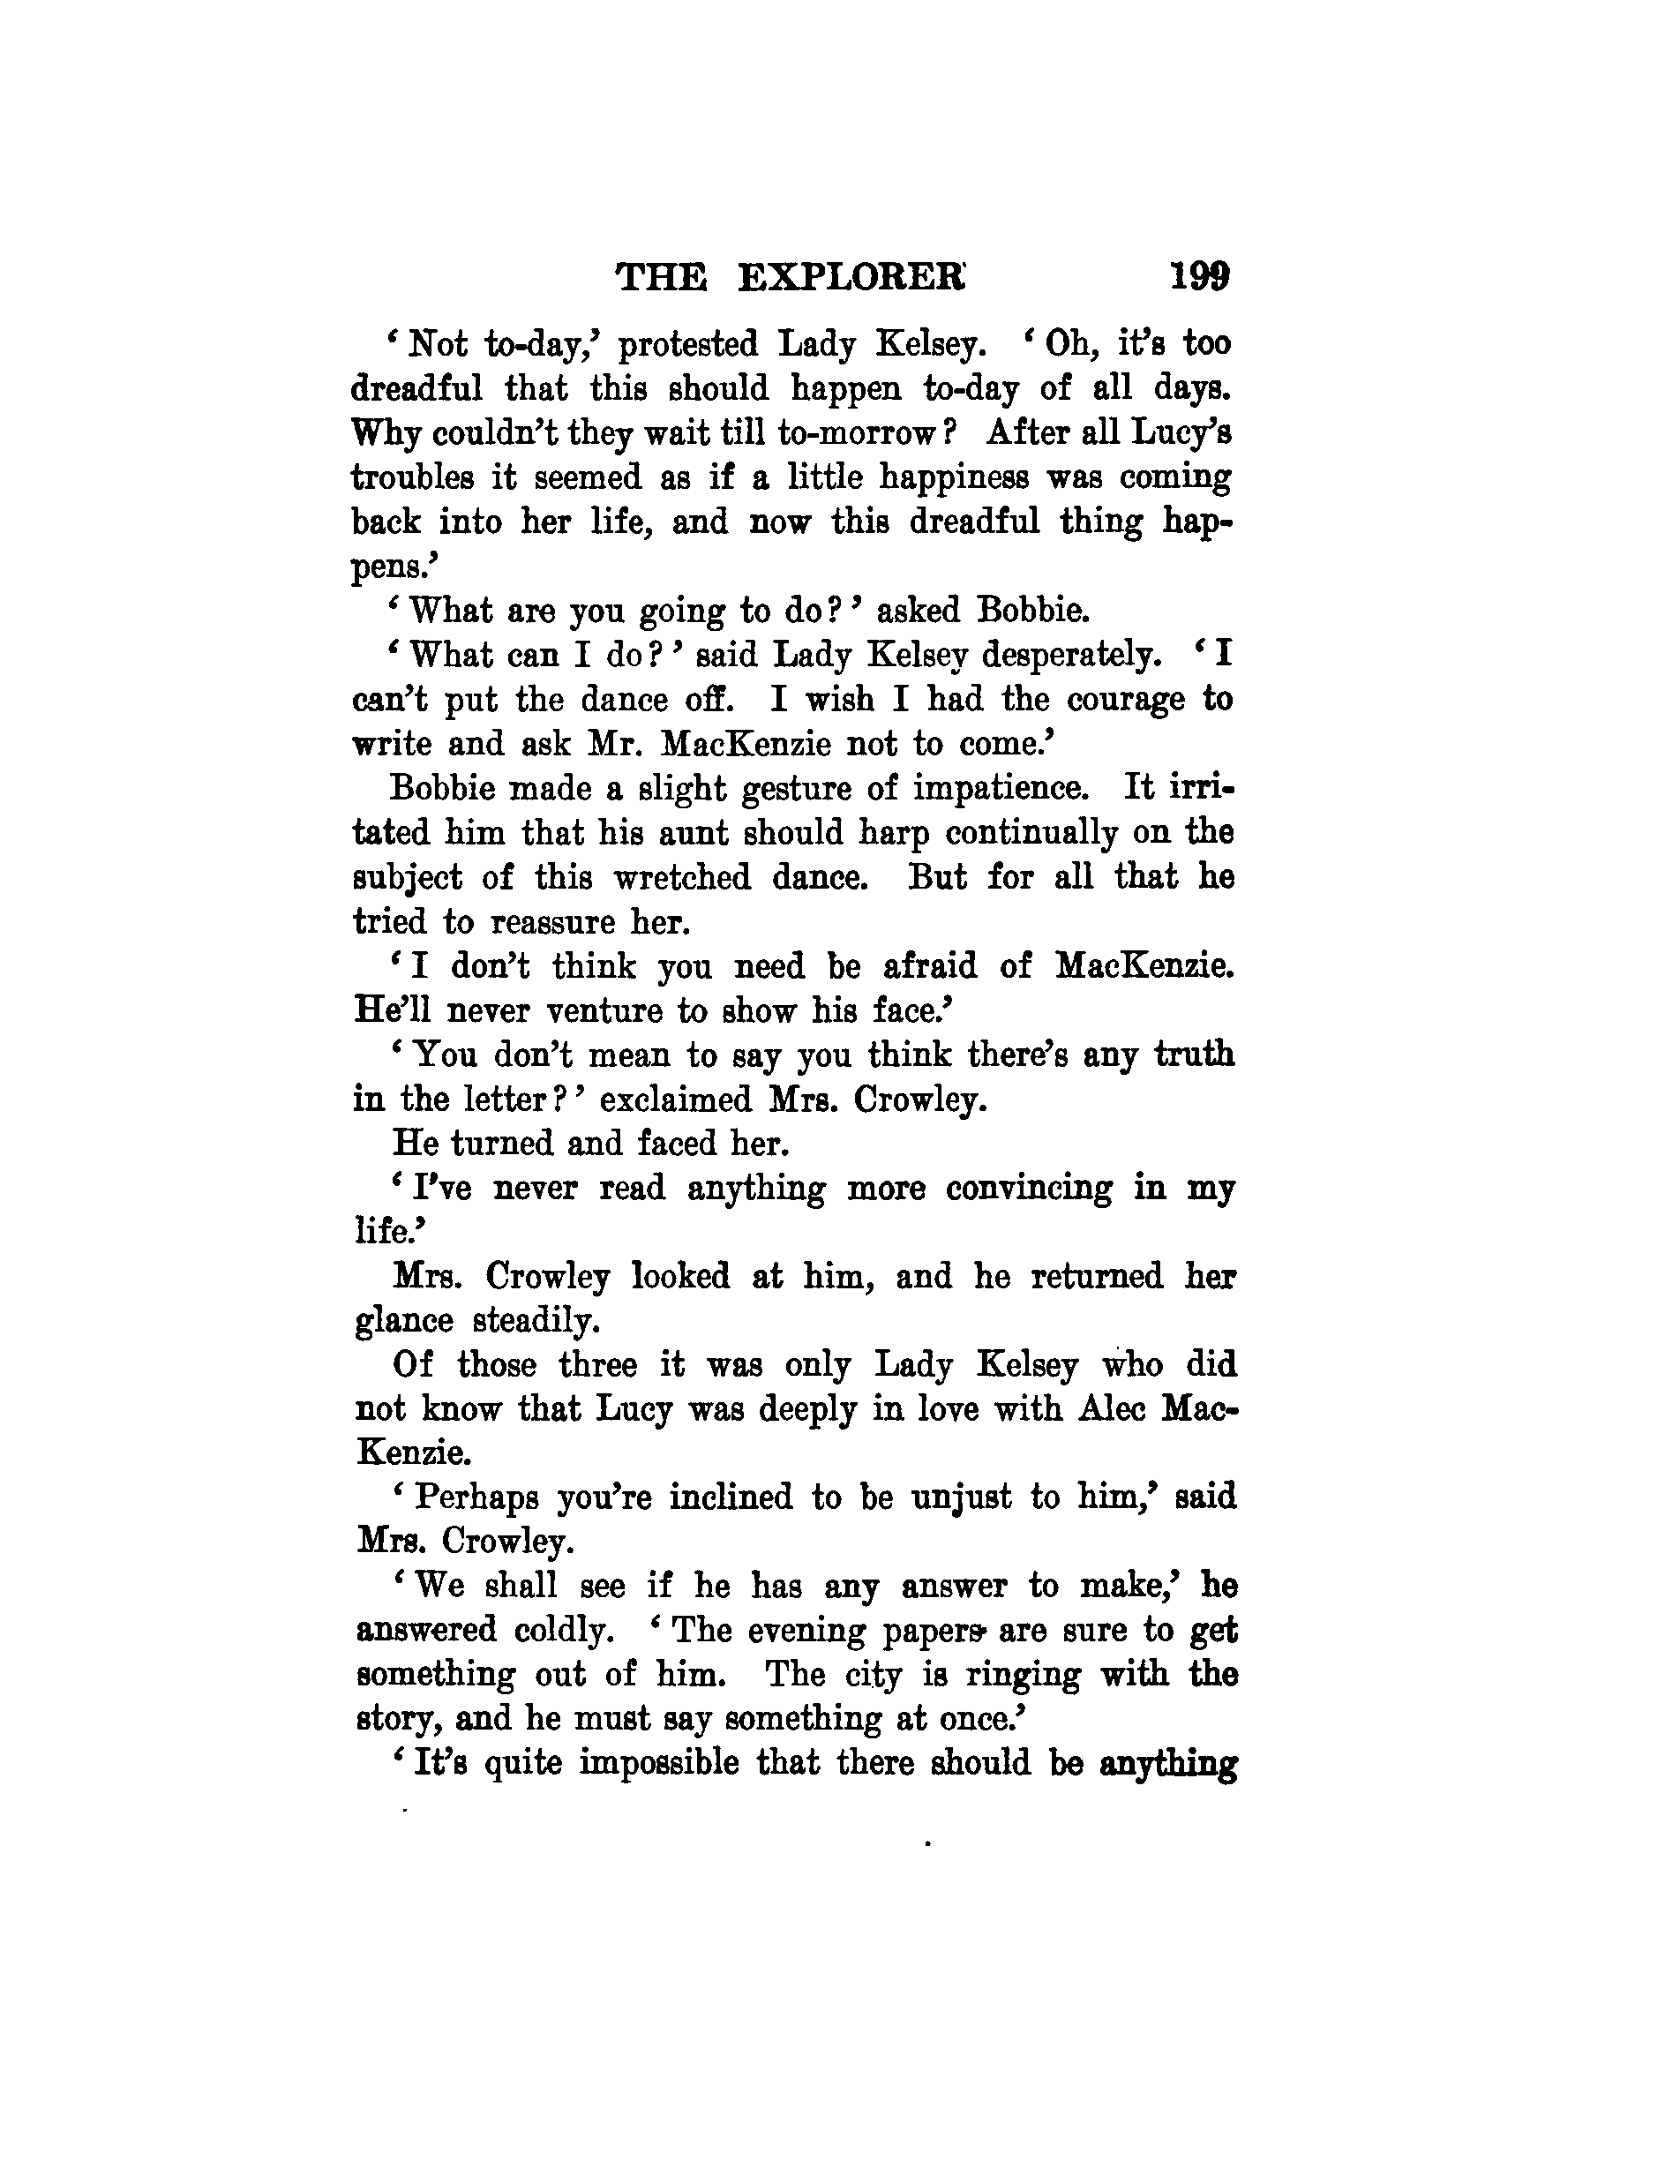 THE EXPLORER 199
‘Not to-day,’ protested Lady Kelsey. ‘Oh, it’s too
dreadful that this should happen to-day of all days.
Why couldn’t they wait till to-morrow? After all Lucy’s
troubles it seemed as if a little happiness was coming
back into her life, and now this dreadful thing hap-
pens.’
‘What are you going to do?’ asked Bobbie.
‘What can I do?’ said Lady Kelsey desperately. ‘I
can’t put the dance off. I wish I had the courage to
write and ask Mr. MacKenzie not to come.’
Bobbie made a slight gesture of impatience. It irri-
tated him that his aunt should harp continually on the
subject of this wretched dance. But for all that he
tried to reassure her.
‘I don’t think you need be afraid of MacKenzie.
He’ll never venture to show his face.’
‘You don’t mean to say you think there’s any truth
in the letter?’ exclaimed Mrs. Crowley.
He turned and faced her.
‘I’ve never read anything more convincing in my
life.’
Mrs. Crowley looked at him, and he returned her
glance steadily.
Of those three it was only Lady Kelsey who did
not know that Lucy was deeply in love with Alec Mac-
Kenzie.
‘Perhaps you’re inclined to be unjust to him,’ said
Mrs. Crowley.
‘We shall see if he has any answer to make,’ he
answered coldly. ‘The evening papers are sure to get
something out of him. The city is ringing with the
story, and he must say something at once.’
‘It’s quite impossible that there should be anything